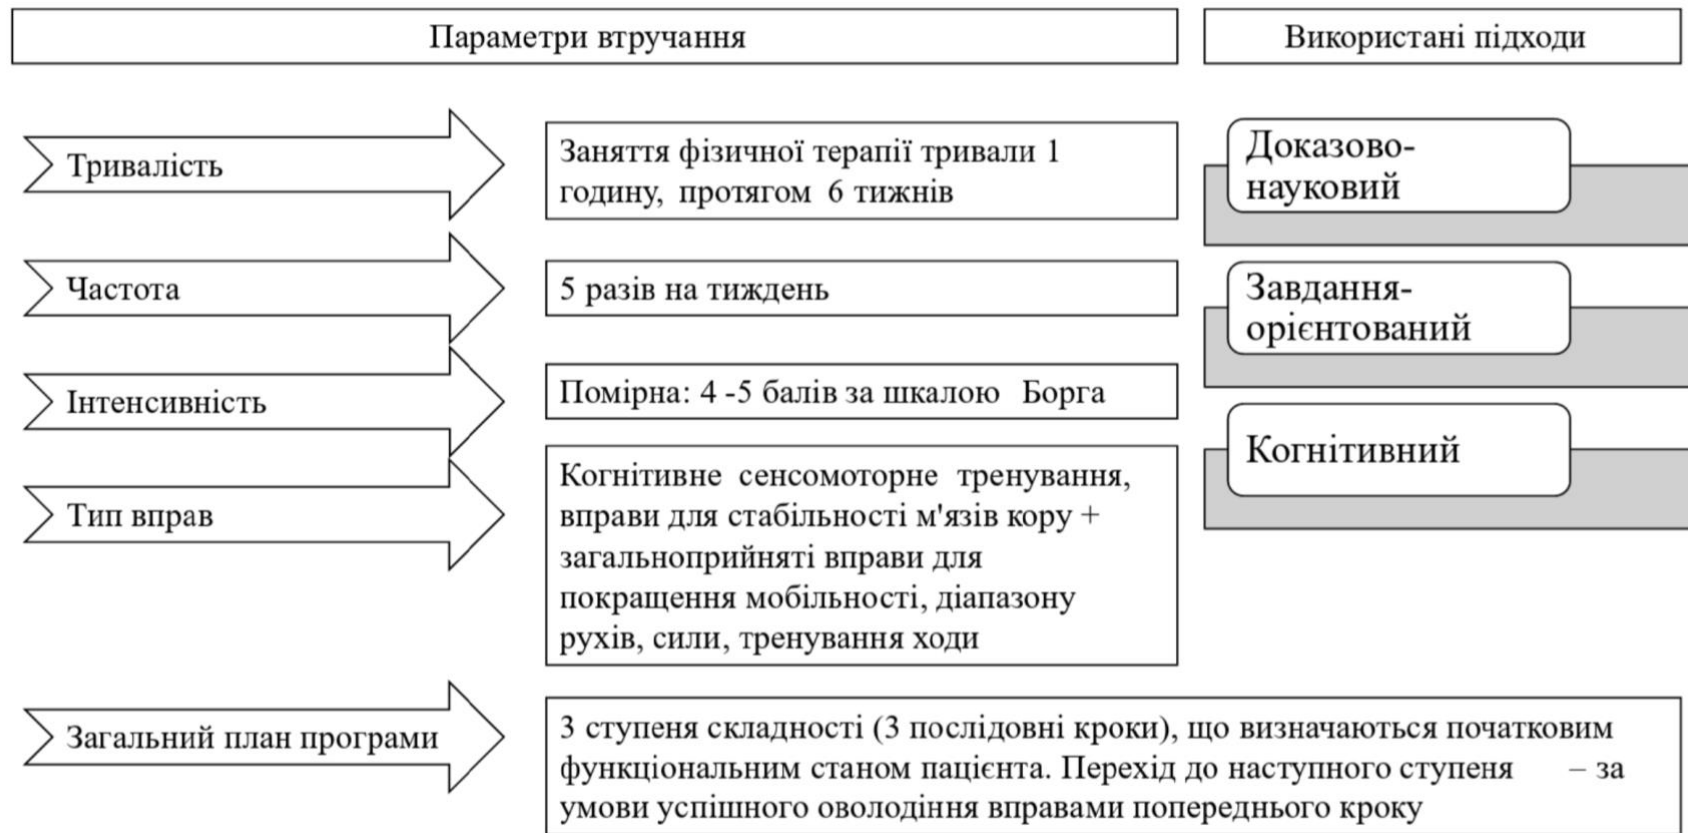 Параметри втручання
Використані підходи
Тривалість
Заняття фізичної терапії тривали 1
годину, протягом 6 тижнів
Доказово-
науковий
Частота
5 разів на тиждень
Завдання-
орієнтований
Інтенсивність
Помірна: 4 -5 балів за шкалою Борга
Когнітивний
Тип вправ
Когнітивне сенсомоторне тренування,
вправи для стабільності м'язів кору +
загальноприйняті вправи для
покращення мобільності, діапазону
рухів, сили, тренування ходи
Загальний план програми
3 ступеня складності (3 послідовні кроки), що визначаються початковим
функціональним станом пацієнта. Перехід до наступного ступеня – за
умови успішного оволодіння вправами попереднього кроку